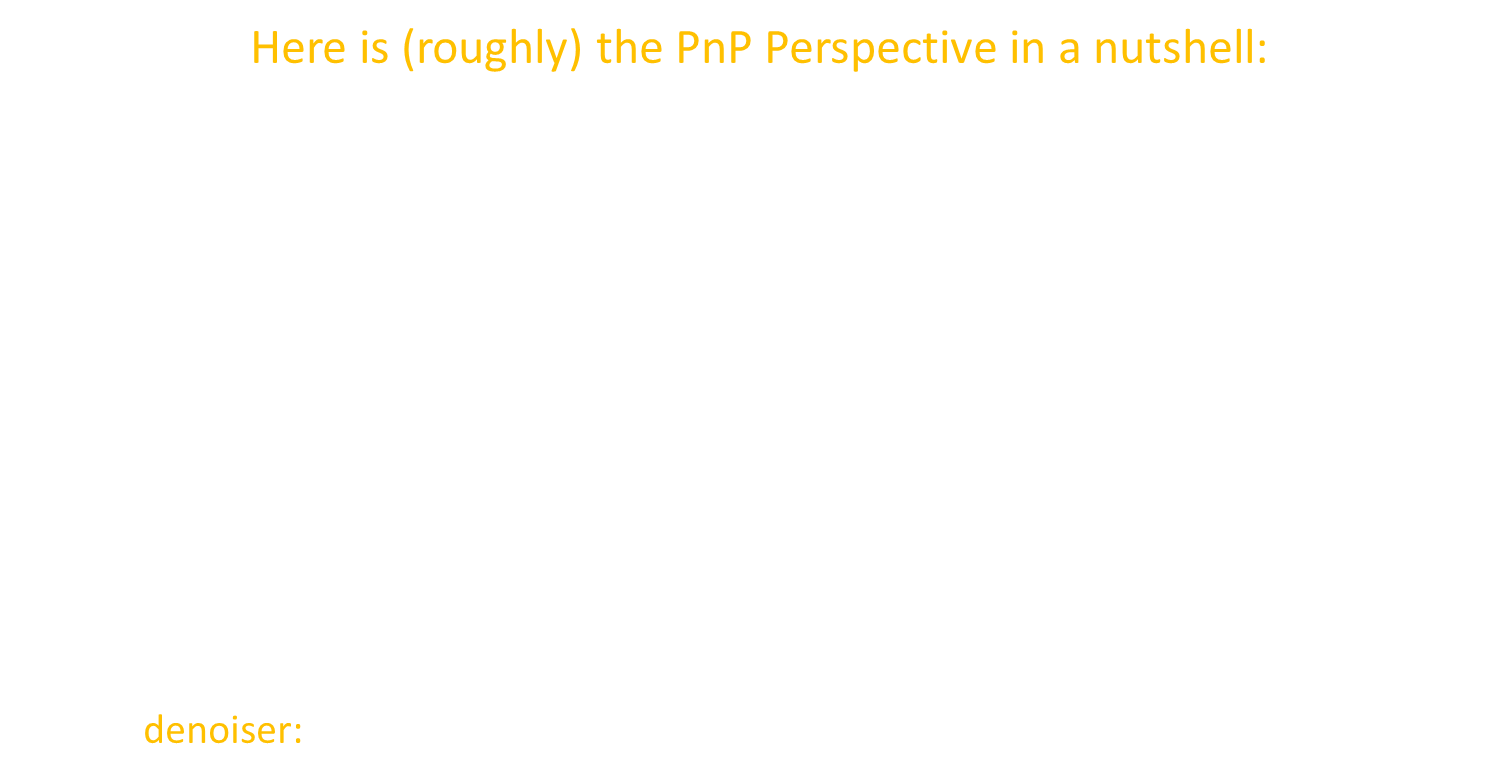 Here is (roughly) the PnP Perspective in a nutshell:
denoiser: